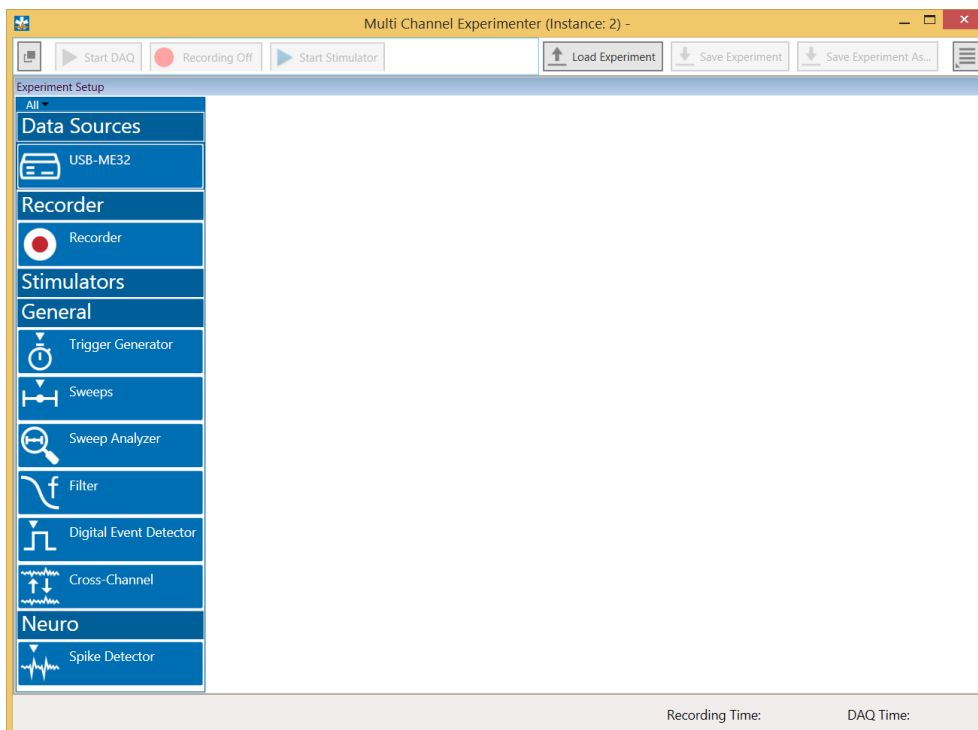 Multi Channel Experimenter (Instance: 2) -
Start DAQ
Recording Off
Start Stimulator
Load Experiment
Save Experiment
Save Experiment As...
Experiment Setup
All
Data Sources
USB-ME32
Recorder
Recorder
Stimulators
General
Trigger Generator
Sweeps
Sweep Analyzer
f
Filter
Digital Event Detector
Cross-Channel
Neuro
Spike Detector
Recording Time:
DAQ Time: